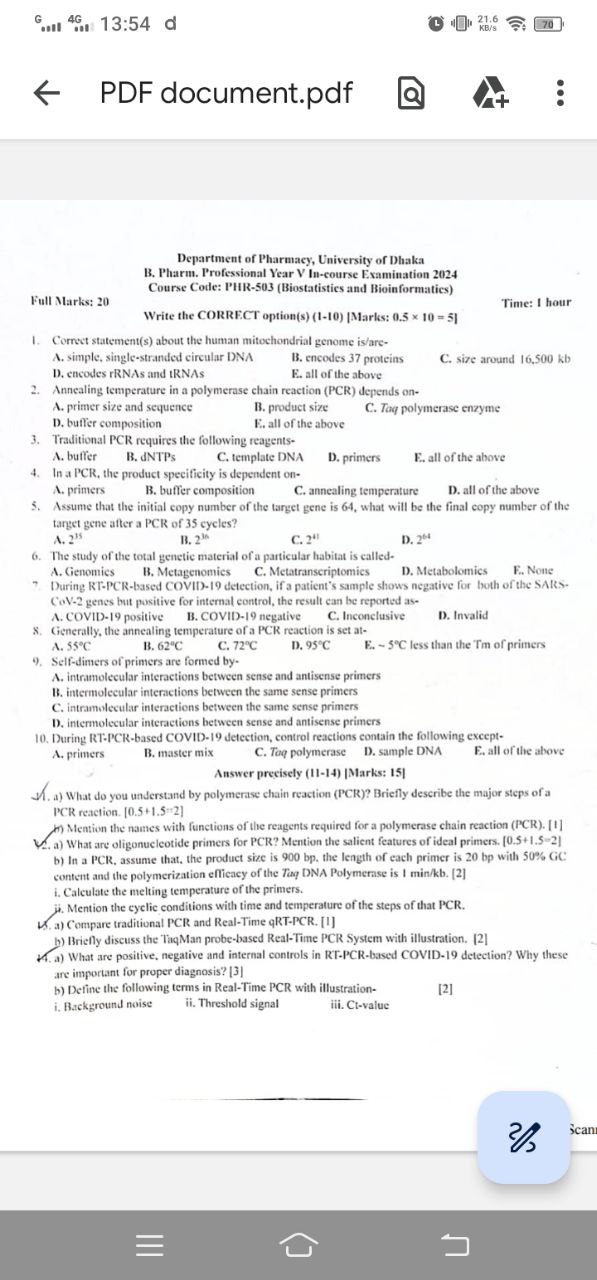 G 4G 13:54 d 21.6 KB/s 70
PDF document.pdf
Department of Pharmacy, University of Dhaka
B. Pharm. Professional Year V In-course Examination 2024
Course Code: PHR-503 (Biostatistics and Bioinformatics)
Full Marks: 20 Time: 1 hour
Write the CORRECT option(s) (1-10) [Marks: 0.5 × 10 = 5]
1. Correct statement(s) about the human mitochondrial genome is/are-
A. simple, single-stranded circular DNA B. encodes 37 proteins C. size around 16,500 kb
D. encodes rRNAs and tRNAs E. all of the above
2. Annealing temperature in a polymerase chain reaction (PCR) depends on-
A. primer size and sequence B. product size C. Taq polymerase enzyme
D. buffer composition E. all of the above
3. Traditional PCR requires the following reagents-
A. buffer B. dNTPs C. template DNA D. primers E. all of the above
4. In a PCR, the product specificity is dependent on-
A. primers B. buffer composition C. annealing temperature D. all of the above
5. Assume that the initial copy number of the target gene is 64, what will be the final copy number of the
target gene after a PCR of 35 cycles?
A. 2³⁵ B. 2³⁶ C. 2⁴¹ D. 2⁶⁴
6. The study of the total genetic material of a particular habitat is called-
A. Genomics B. Metagenomics C. Metatranscriptomics D. Metabolomics E. None
7. During RT-PCR-based COVID-19 detection, if a patient's sample shows negative for both of the SARS-
CoV-2 genes but positive for internal control, the result can be reported as-
A. COVID-19 positive B. COVID-19 negative C. Inconclusive D. Invalid
8. Generally, the annealing temperature of a PCR reaction is set at-
A. 55ºC B. 62ºC C. 72ºC D. 95ºC E. ~ 5ºC less than the Tm of primers
9. Self-dimers of primers are formed by-
A. intramolecular interactions between sense and antisense primers
B. intermolecular interactions between the same sense primers
C. intramolecular interactions between the same sense primers
D. intermolecular interactions between sense and antisense primers
10. During RT-PCR-based COVID-19 detection, control reactions contain the following except-
A. primers B. master mix C. Taq polymerase D. sample DNA E. all of the above
Answer precisely (11-14) [Marks: 15]
11. a) What do you understand by polymerase chain reaction (PCR)? Briefly describe the major steps of a
PCR reaction. [0.5+1.5=2]
b) Mention the names with functions of the reagents required for a polymerase chain reaction (PCR). [1]
12. a) What are oligonucleotide primers for PCR? Mention the salient features of ideal primers. [0.5+1.5=2]
b) In a PCR, assume that, the product size is 900 bp, the length of each primer is 20 bp with 50% GC
content and the polymerization efficacy of the Taq DNA Polymerase is 1 min/kb. [2]
i. Calculate the melting temperature of the primers.
ii. Mention the cyclic conditions with time and temperature of the steps of that PCR.
13. a) Compare traditional PCR and Real-Time qRT-PCR. [1]
b) Briefly discuss the TaqMan probe-based Real-Time PCR System with illustration. [2]
14. a) What are positive, negative and internal controls in RT-PCR-based COVID-19 detection? Why these
are important for proper diagnosis? [3]
b) Define the following terms in Real-Time PCR with illustration- [2]
i. Background noise ii. Threshold signal iii. Ct-value